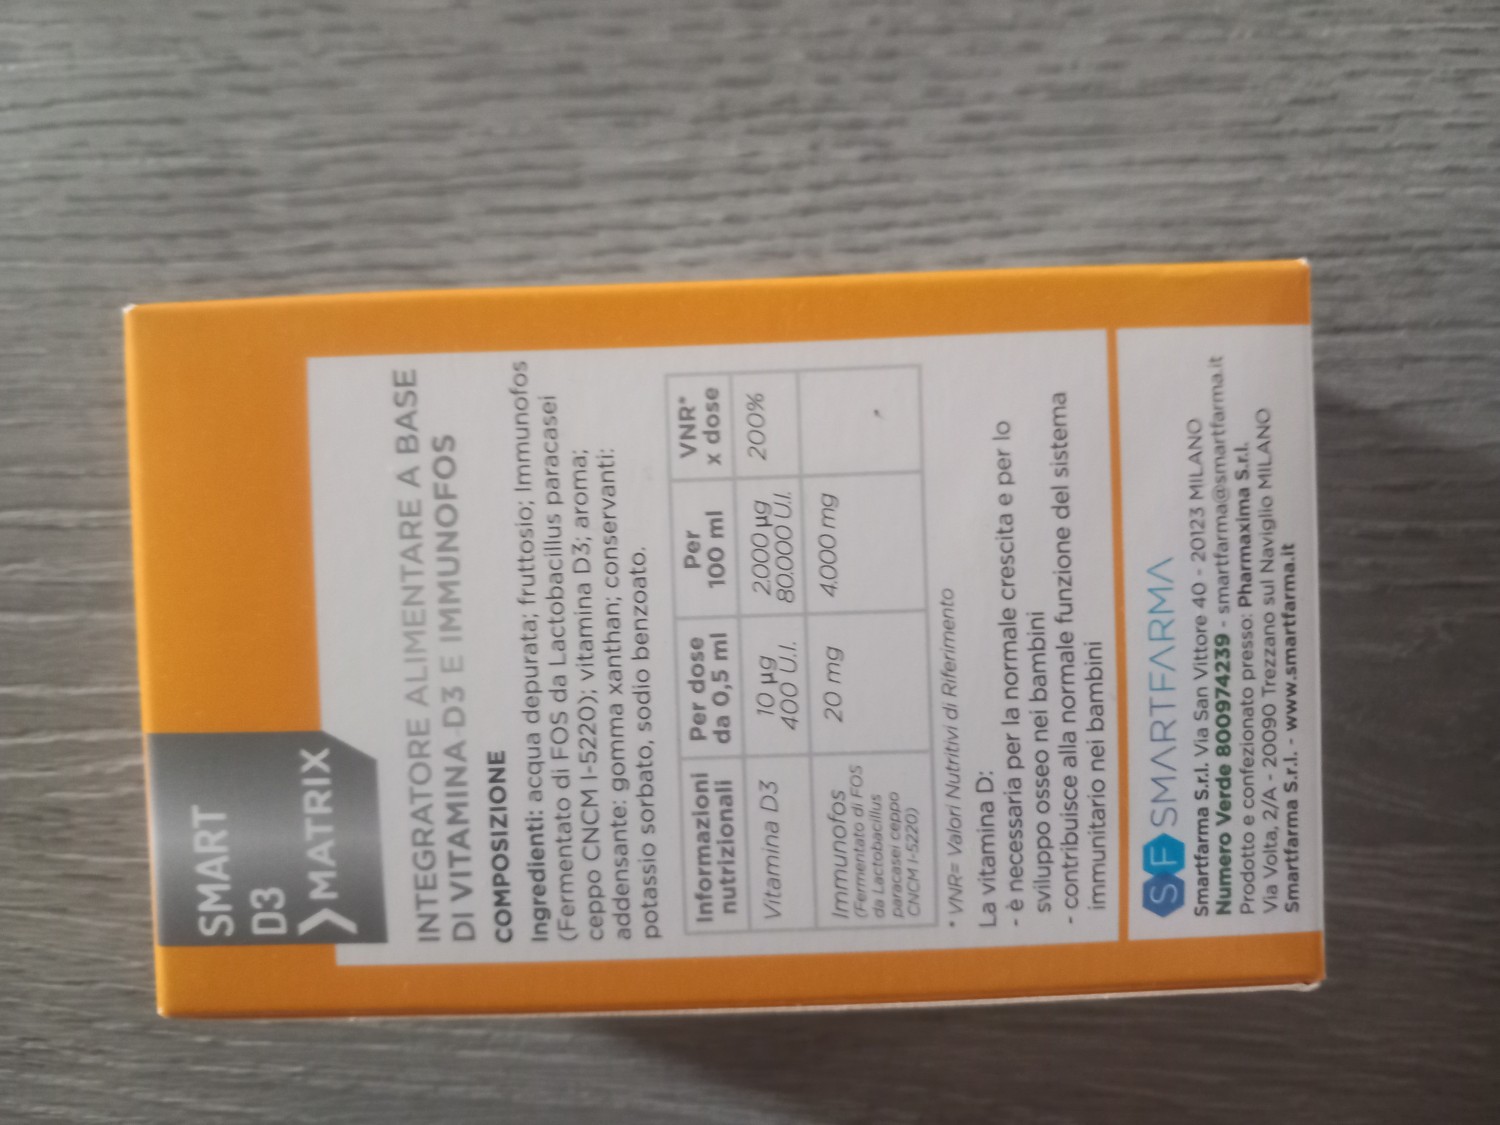 SMART
D3
MATRIX
INTEGRATORE ALIMENTARE A BASE
DI VITAMINA D3 E IMMUNOFOS
COMPOSIZIONE
Ingredienti: acqua depurata; fruttosio; Immunofos
(Fermentato di FOS da Lactobacillus paracasei
ceppo CNCM I-5220); vitamina D3; aroma;
addensante: gomma xanthan; conservanti:
potassio sorbato, sodio benzoato.
Informazioni nutrizionali Per dose da 0,5 ml Per 100 ml VNR* x dose
Vitamina D3 10 µg 400 U.I. 2.000 µg 80.000 U.I. 200%
Immunofos 20 mg 4.000 mg
(Fermentato di FOS
da Lactobacillus
paracasei ceppo
CNCM I-5220)
* VNR= Valori Nutritivi di Riferimento
La vitamina D:
- è necessaria per la normale crescita e per lo
sviluppo osseo nei bambini
- contribuisce alla normale funzione del sistema
immunitario nei bambini
SF SMARTFARMA
Smartfarma S.r.l. Via San Vittore 40 - 20123 MILANO
Numero Verde 800974239 - smartfarma@smartfarma.it
Prodotto e confezionato presso: Pharmaxima S.r.l.
Via Volta, 2/A - 20090 Trezzano sul Naviglio MILANO
Smartfarma S.r.l. - www.smartfarma.it